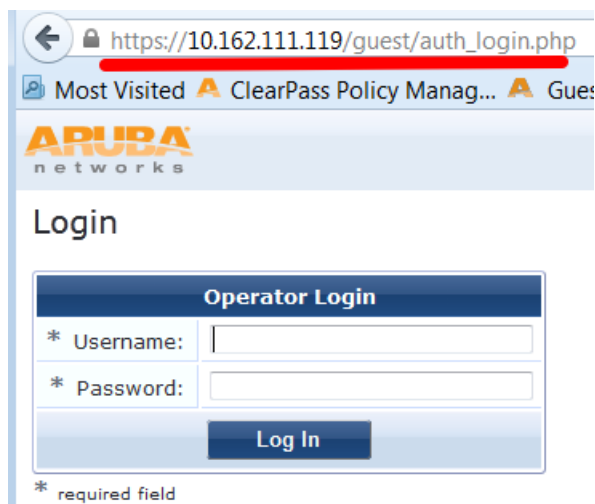 https://10.162.111.119/guest/auth_login.php
Most Visited ClearPass Policy Manag... Gues
ARUBA
networks
Login
Operator Login
* Username:
* Password:
Log In
* required field